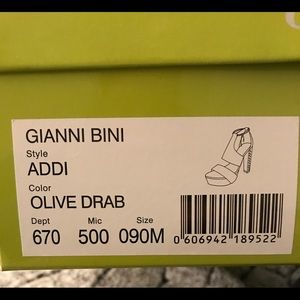 GIANNI BINI
Style
ADDI
Color
OLIVE DRAB
Dept Mic Size
670 500 090M
0 606942 189522